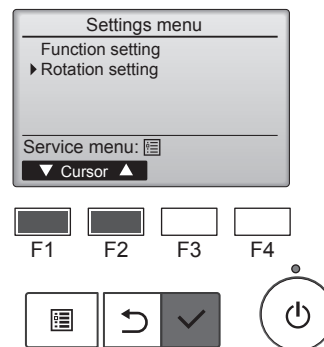 Settings menu
Function setting
Rotation setting
Service menu:
▼ Cursor ▲
F1 F2 F3 F4